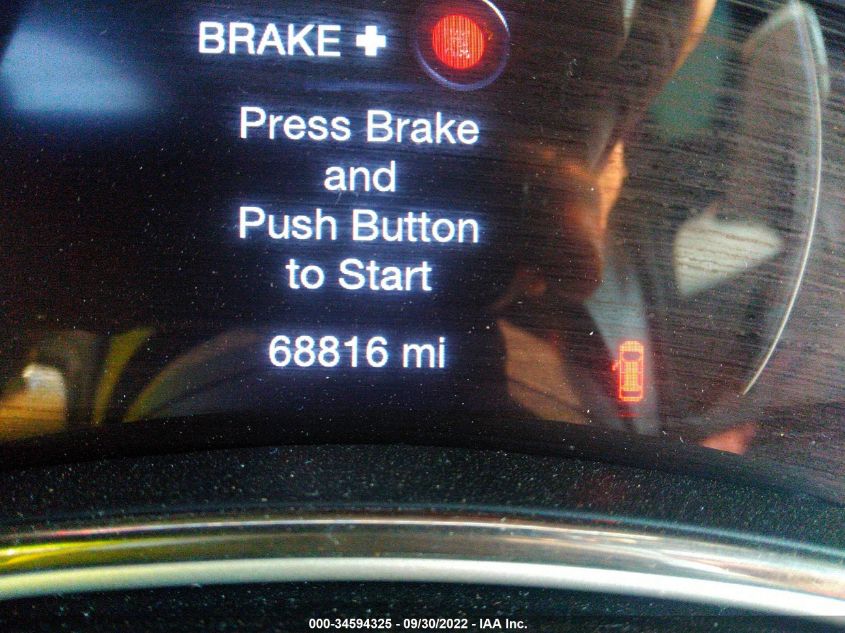 BRAKE +
Press Brake
and
Push Button
to Start
68816 mi
000-34594325 - 09/30/2022 - IAA Inc.